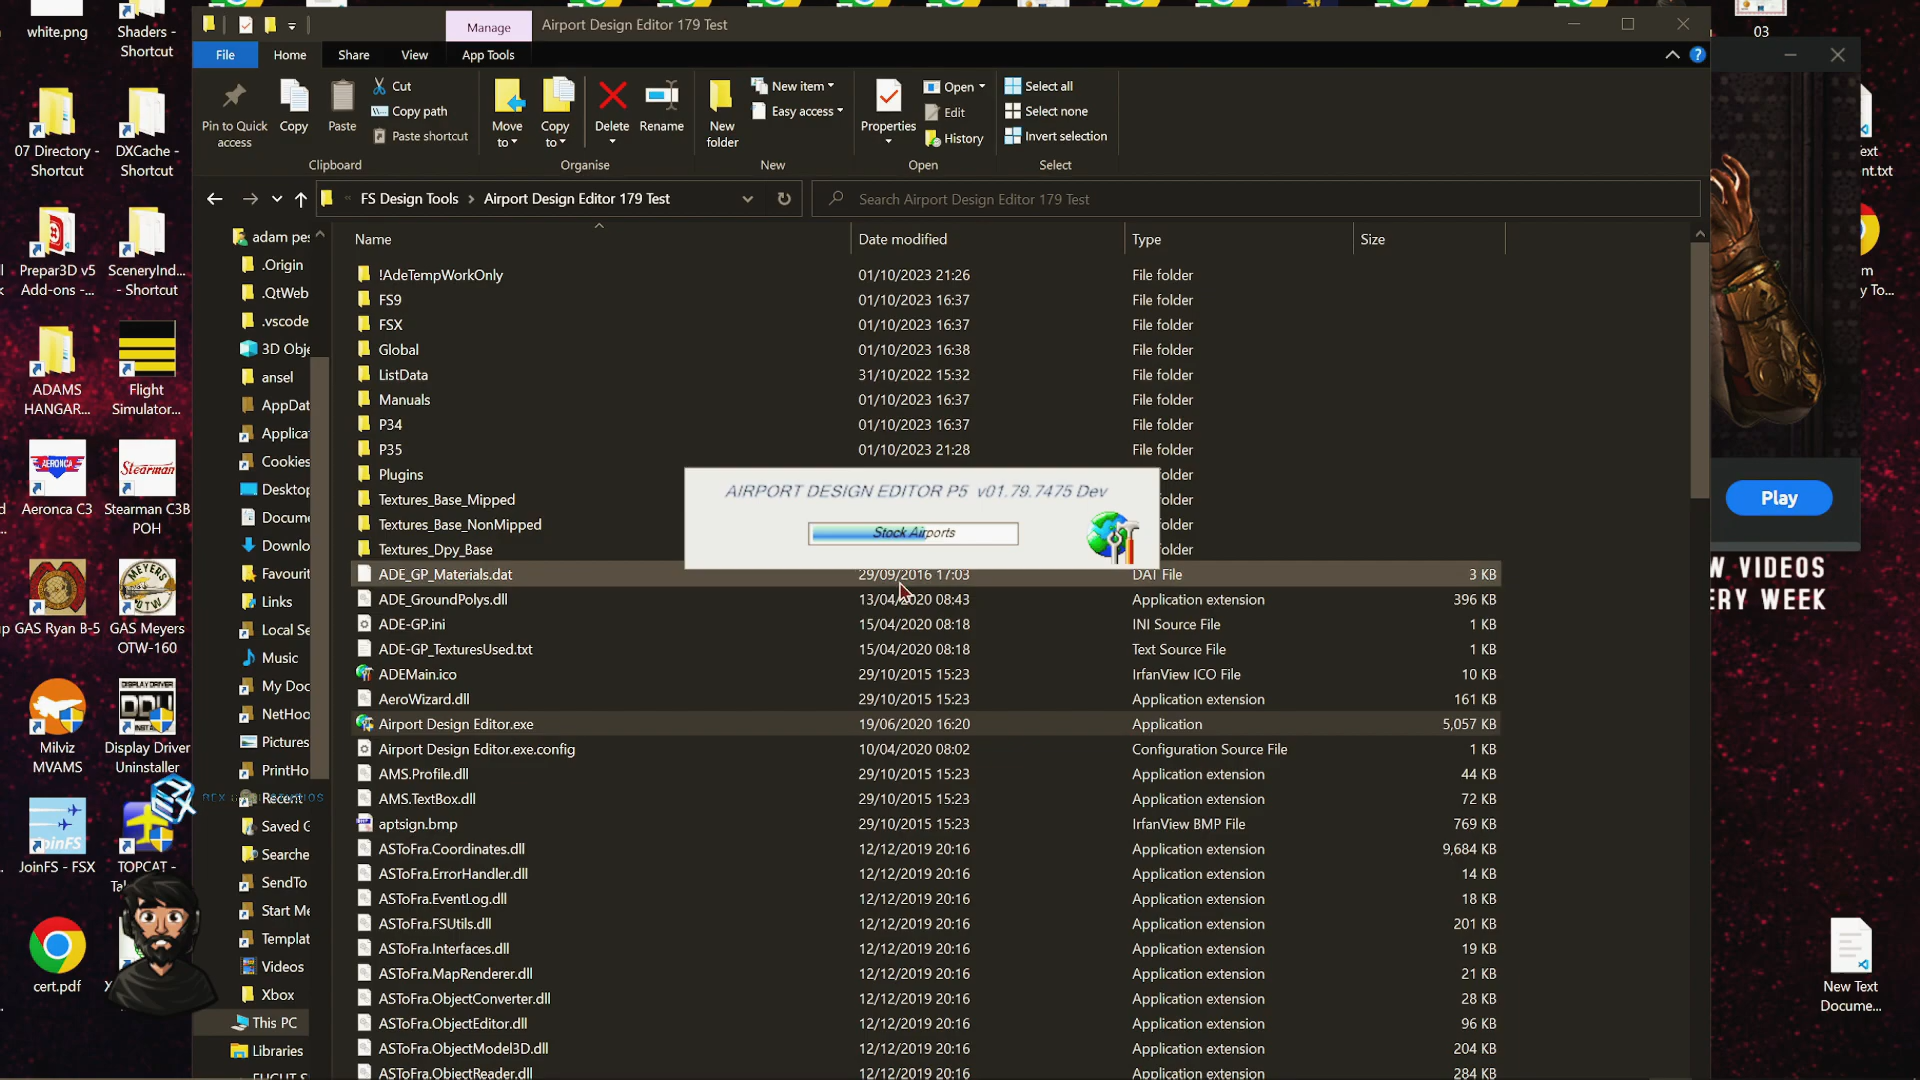 white.png
Shaders -
Shortcut
07 Directory -
Shortcut
DXCache -
Shortcut
Prepar3D v5
Add-ons -...
SceneryInd...
- Shortcut
ADAMS
HANGAR...
Flight
Simulator...
AERONCA
Aeronca C3
Stearman
Stearman C3B
POH
GAS Ryan B-5
GAS Meyers
OTW-160
Milviz
MVAMS
DISPLAY DRIVER
Display Driver
Uninstaller
JoinFS
JoinFS - FSX
TOPCAT -
cert.pdf
Manage
Airport Design Editor 179 Test
File
Home
Share
View
App Tools
Pin to Quick
access
Copy
Paste
Cut
Copy path
Paste shortcut
Clipboard
Move
to
Copy
to
Delete
Rename
Organise
New
folder
New item
Easy access
New
Properties
Open
Edit
History
Open
Select all
Select none
Invert selection
Select
FS Design Tools > Airport Design Editor 179 Test
Search Airport Design Editor 179 Test
adam pes
.Origin
.QtWeb
.vscode
3D Obje
ansel
AppDat
Applica
Cookies
Desktop
Docume
Downlo
Favourit
Links
Local Se
Music
My Doc
NetHoo
Pictures
PrintHo
Recent
Saved G
Searche
SendTo
Start Me
Templat
Videos
Xbox
This PC
Libraries
Name Date modified Type Size
!AdeTempWorkOnly 01/10/2023 21:26 File folder
FS9 01/10/2023 16:37 File folder
FSX 01/10/2023 16:37 File folder
Global 01/10/2023 16:38 File folder
ListData 31/10/2022 15:32 File folder
Manuals 01/10/2023 16:37 File folder
P34 01/10/2023 16:37 File folder
P35 01/10/2023 21:28 File folder
Plugins folder
Textures_Base_Mipped folder
Textures_Base_NonMipped folder
Textures_Dpy_Base folder
AIRPORT DESIGN EDITOR P5 v01.79.7475 Dev
Stock Airports
ADE_GP_Materials.dat 29/09/2016 17:03 DAT File 3 KB
ADE_GroundPolys.dll 13/04/2020 08:43 Application extension 396 KB
ADE-GP.ini 15/04/2020 08:18 INI Source File 1 KB
ADE-GP_TexturesUsed.txt 15/04/2020 08:18 Text Source File 1 KB
ADEMain.ico 29/10/2015 15:23 IrfanView ICO File 10 KB
AeroWizard.dll 29/10/2015 15:23 Application extension 161 KB
Airport Design Editor.exe 19/06/2020 16:20 Application 5,057 KB
Airport Design Editor.exe.config 10/04/2020 08:02 Configuration Source File 1 KB
AMS.Profile.dll 29/10/2015 15:23 Application extension 44 KB
AMS.TextBox.dll 29/10/2015 15:23 Application extension 72 KB
aptsign.bmp 29/10/2015 15:23 IrfanView BMP File 769 KB
ASToFra.Coordinates.dll 12/12/2019 20:16 Application extension 9,684 KB
ASToFra.ErrorHandler.dll 12/12/2019 20:16 Application extension 14 KB
ASToFra.EventLog.dll 12/12/2019 20:16 Application extension 18 KB
ASToFra.FSUtils.dll 12/12/2019 20:16 Application extension 201 KB
ASToFra.Interfaces.dll 12/12/2019 20:16 Application extension 19 KB
ASToFra.MapRenderer.dll 12/12/2019 20:16 Application extension 21 KB
ASToFra.ObjectConverter.dll 12/12/2019 20:16 Application extension 28 KB
ASToFra.ObjectEditor.dll 12/12/2019 20:16 Application extension 96 KB
ASToFra.ObjectModel3D.dll 12/12/2019 20:16 Application extension 204 KB
ASToFra.ObjectReader.dll 12/12/2019 20:16 Application extension 284 KB
03
ext
nt.txt
y To...
Play
W VIDEOS
ERY WEEK
New Text
Docume...